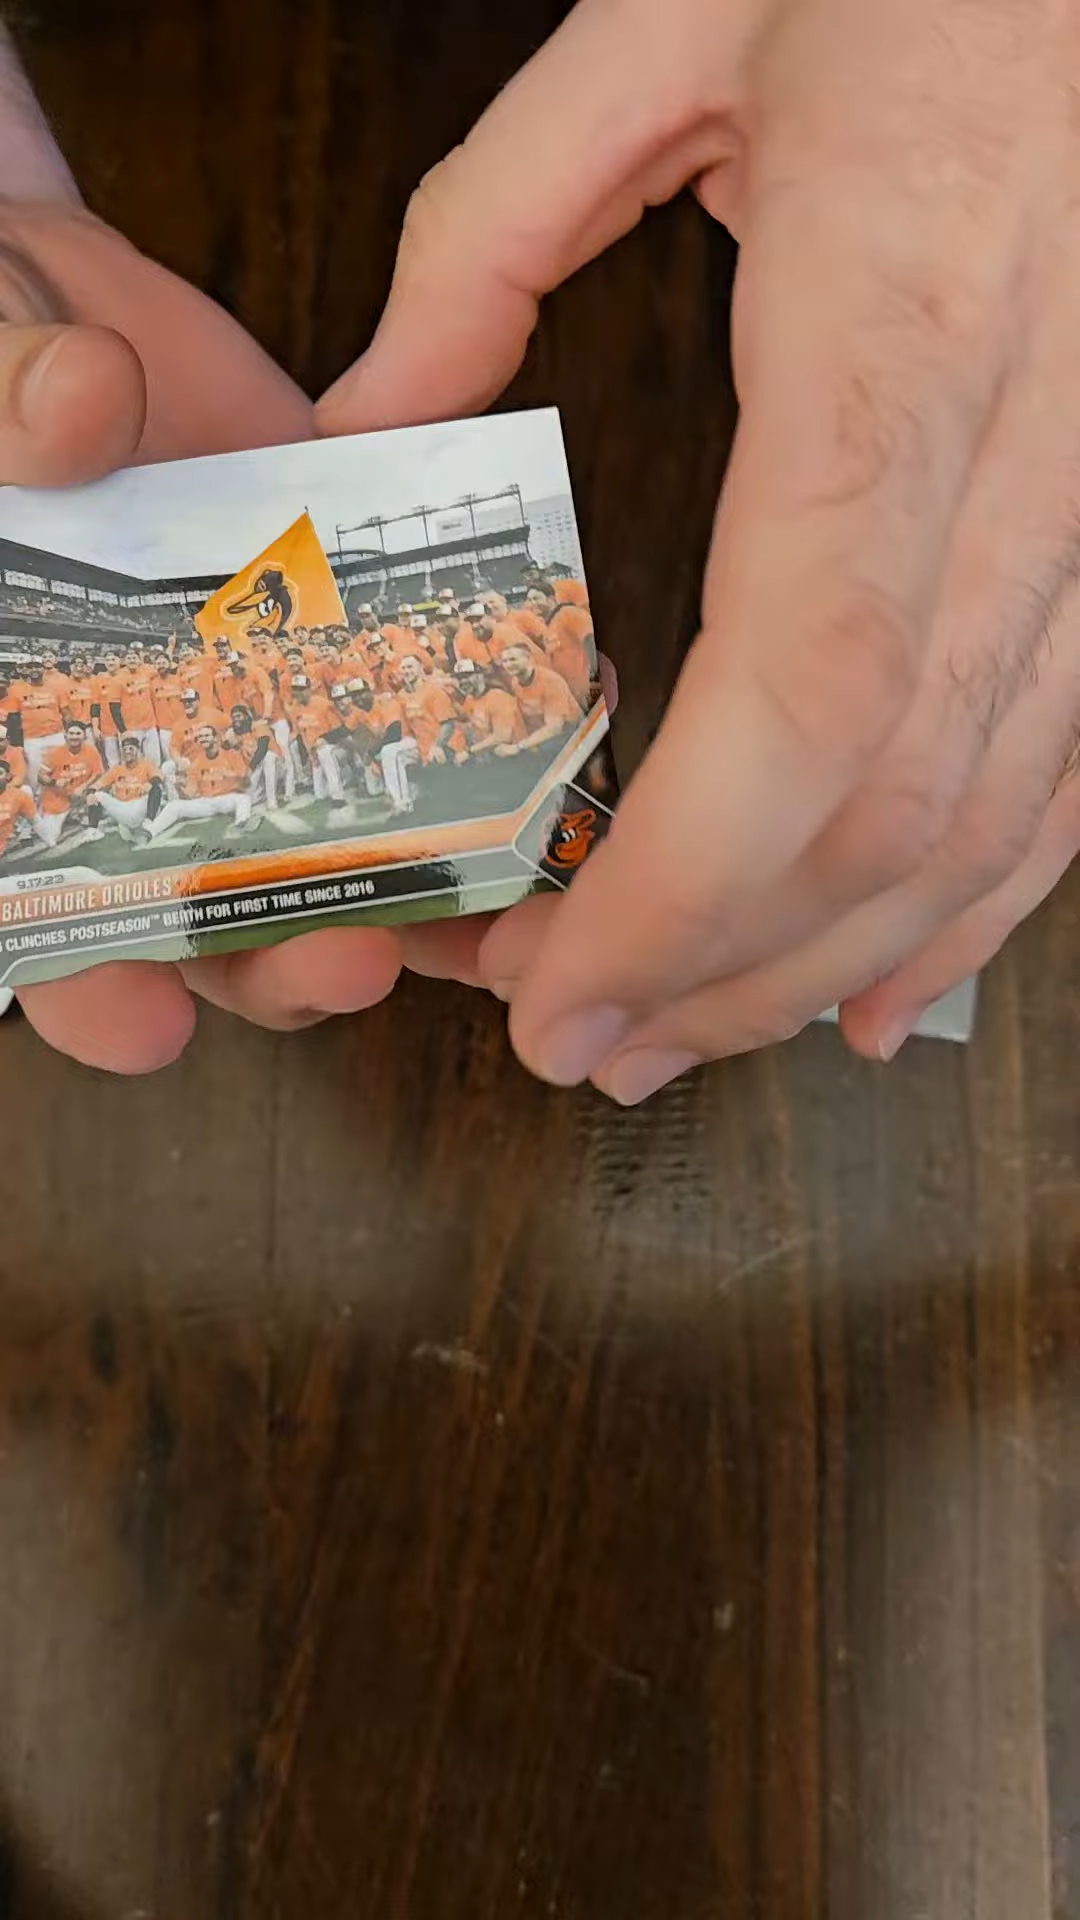 9.17.23
BALTIMORE ORIOLES
CLINCHES POSTSEASON™ BERTH FOR FIRST TIME SINCE 2016